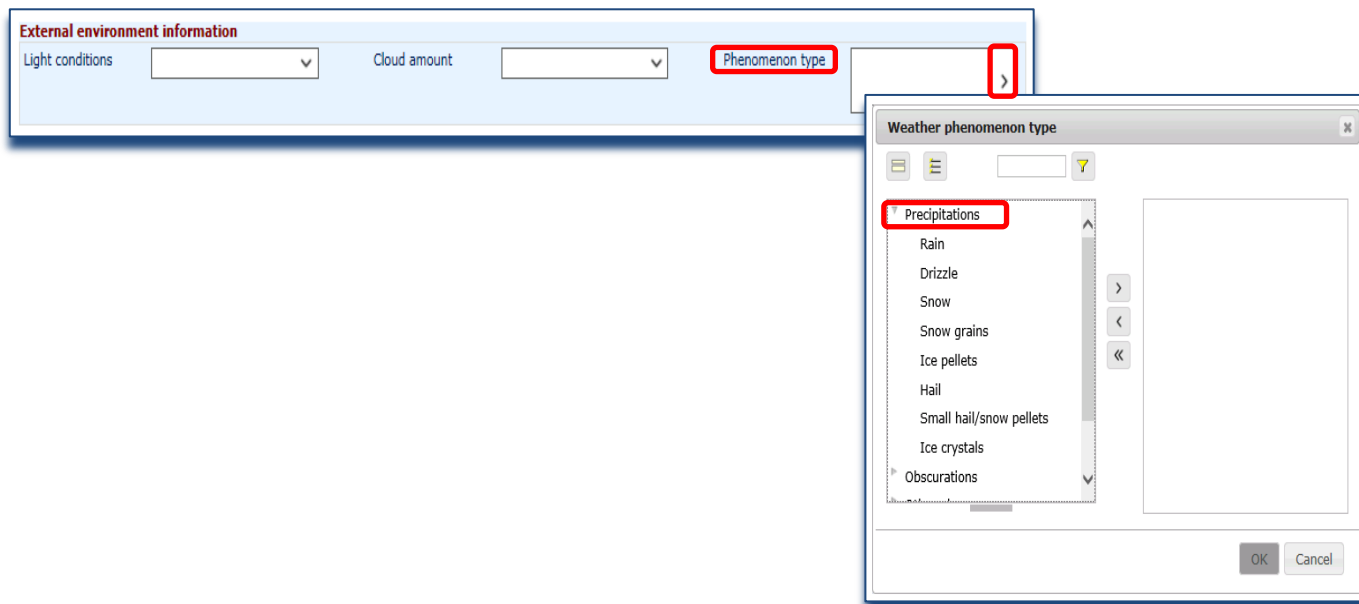 External environment information
Light conditions Cloud amount Phenomenon type
Weather phenomenon type
Precipitations
Rain
Drizzle
Snow
Snow grains
Ice pellets
Hail
Small hail/snow pellets
Ice crystals
Obscurations
OK Cancel